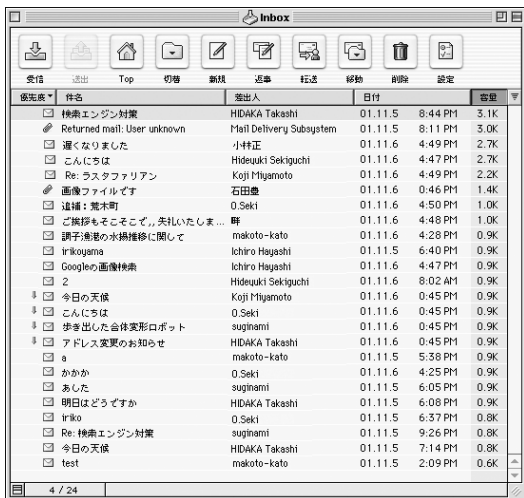 Inbox
受信 送出 Top 切替 新規 返事 転送 移動 削除 設定
優先度 件名 差出人 日付 容量
検索エンジン対策 HIDAKA Takashi 01.11.5 8:44 PM 3.1K
Returned mail: User unknown Mail Delivery Subsystem 01.11.5 8:11 PM 3.0K
遅くなりました 小林正 01.11.6 4:49 PM 2.7K
こんにちは Hideyuki Sekiguchi 01.11.6 4:47 PM 2.7K
Re: ラスタファリアン Koji Miyamoto 01.11.6 4:49 PM 2.2K
画像ファイルです 石田豊 01.11.6 0:46 PM 1.4K
追補：荒木町 O.Seki 01.11.6 4:50 PM 1.0K
ご挨拶もそこそこで,,失礼いたしま... 畔 01.11.6 4:48 PM 1.0K
調子漁港の水揚推移に関して makoto-kato 01.11.6 4:28 PM 0.9K
irikoyama Ichiro Hayashi 01.11.5 6:40 PM 0.9K
Googleの画像検索 Ichiro Hayashi 01.11.6 4:47 PM 0.9K
2 Hideyuki Sekiguchi 01.11.6 8:02 AM 0.9K
今日の天候 Koji Miyamoto 01.11.6 0:45 PM 0.9K
こんにちは O.Seki 01.11.6 0:45 PM 0.9K
歩き出した合体変形ロボット suginami 01.11.6 0:45 PM 0.9K
アドレス変更のお知らせ HIDAKA Takashi 01.11.6 0:45 PM 0.9K
a makoto-kato 01.11.5 5:38 PM 0.9K
かかか O.Seki 01.11.6 4:25 PM 0.9K
あした suginami 01.11.5 6:05 PM 0.9K
明日はどうですか HIDAKA Takashi 01.11.5 6:08 PM 0.9K
iriko O.Seki 01.11.5 6:37 PM 0.8K
Re: 検索エンジン対策 suginami 01.11.5 9:26 PM 0.8K
今日の天候 HIDAKA Takashi 01.11.5 7:14 PM 0.8K
test makoto-kato 01.11.5 2:09 PM 0.6K
4 / 24